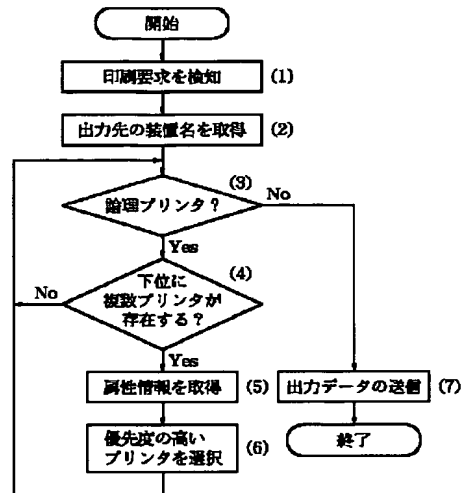 開始
印刷要求を検知 (1)
出力先の装置名を取得 (2)
(3)
論理プリンタ？ No
Yes
(4)
下位に
No 複数プリンタが
存在する？
Yes
属性情報を取得 (5) 出力データの送信 (7)
優先度の高い
プリンタを選択 (6)
終了